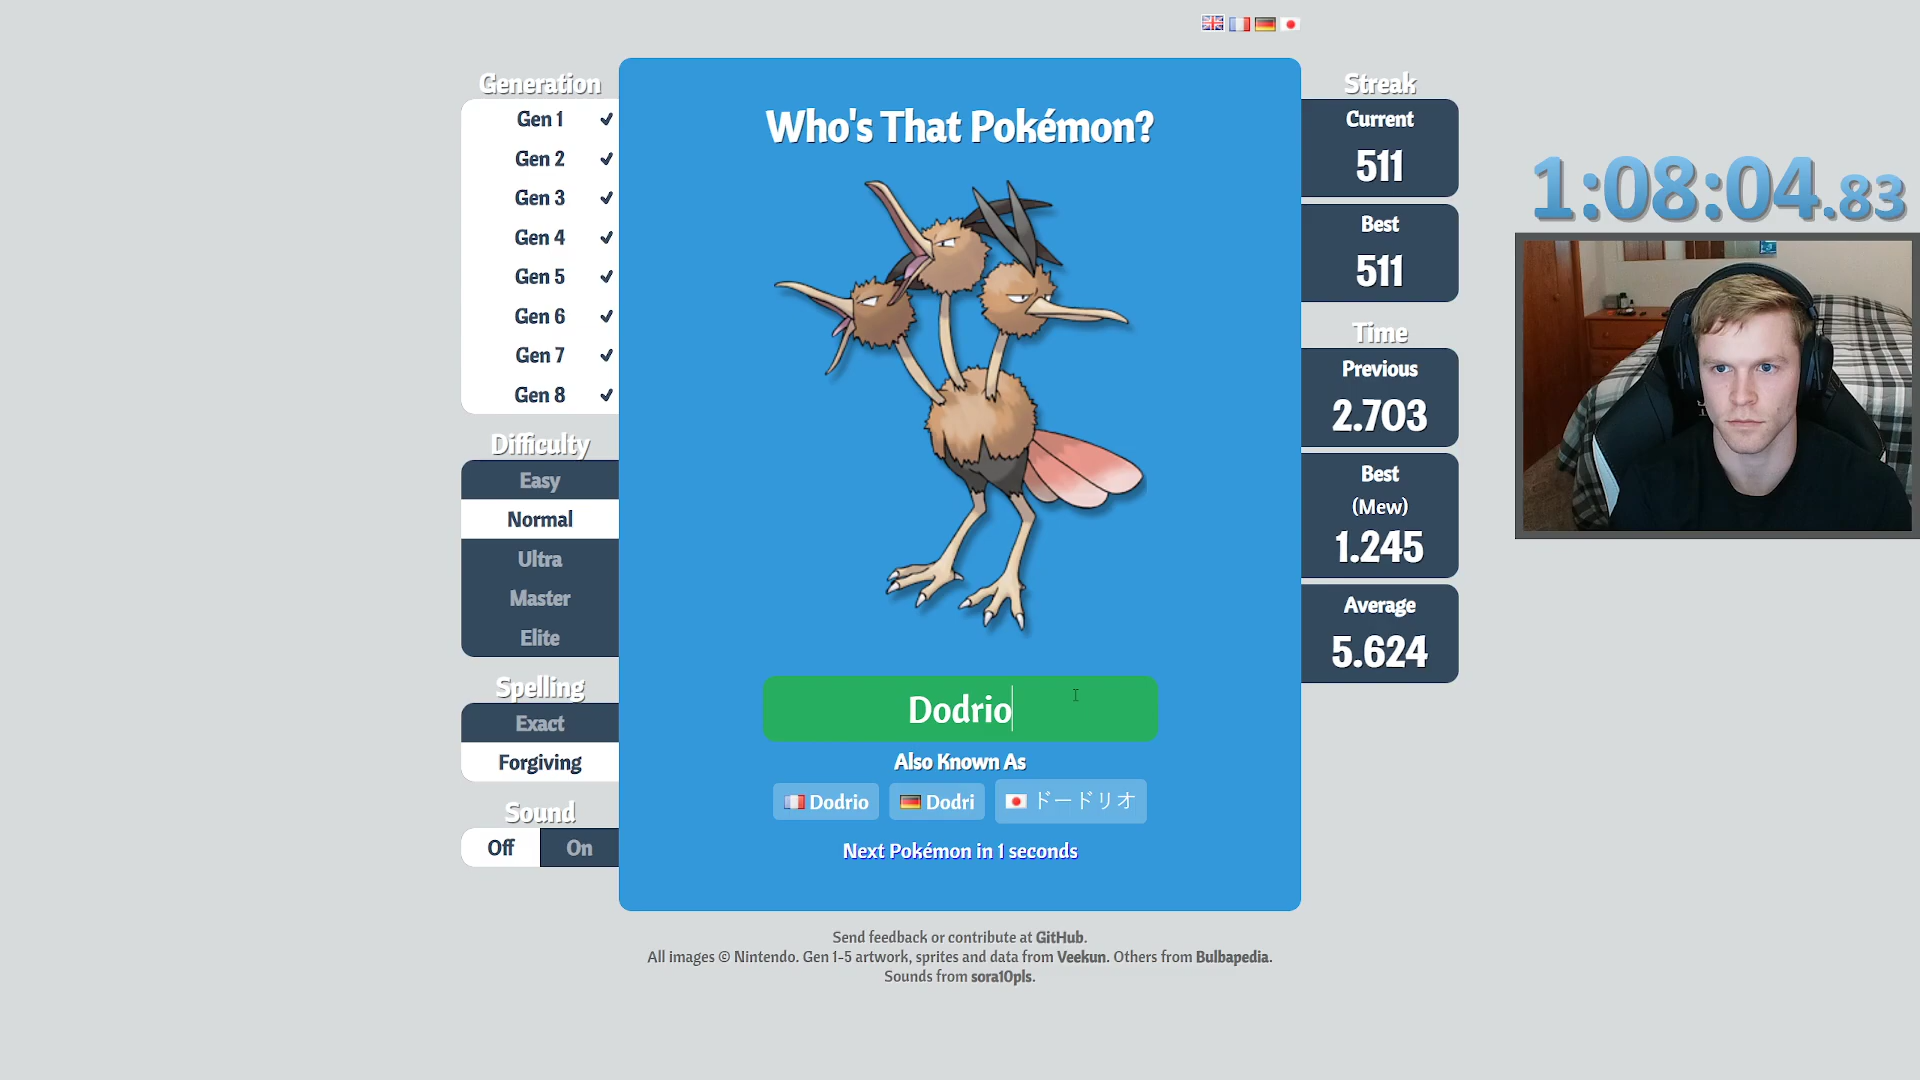 Generation
Gen 1
Gen 2
Gen 3
Gen 4
Gen 5
Gen 6
Gen 7
Gen 8
Difficulty
Easy
Normal
Ultra
Master
Elite
Spelling
Exact
Forgiving
Sound
Off On
Who's That Pokémon?
Dodrio
Also Known As
Dodrio Dodri ドードリオ
Next Pokémon in 1 seconds
Streak
Current
511
Best
511
Time
Previous
2.703
Best
(Mew)
1.245
Average
5.624
1:08:04.83
Send feedback or contribute at GitHub.
All images © Nintendo. Gen 1-5 artwork, sprites and data from Veekun. Others from Bulbapedia.
Sounds from sora10pls.